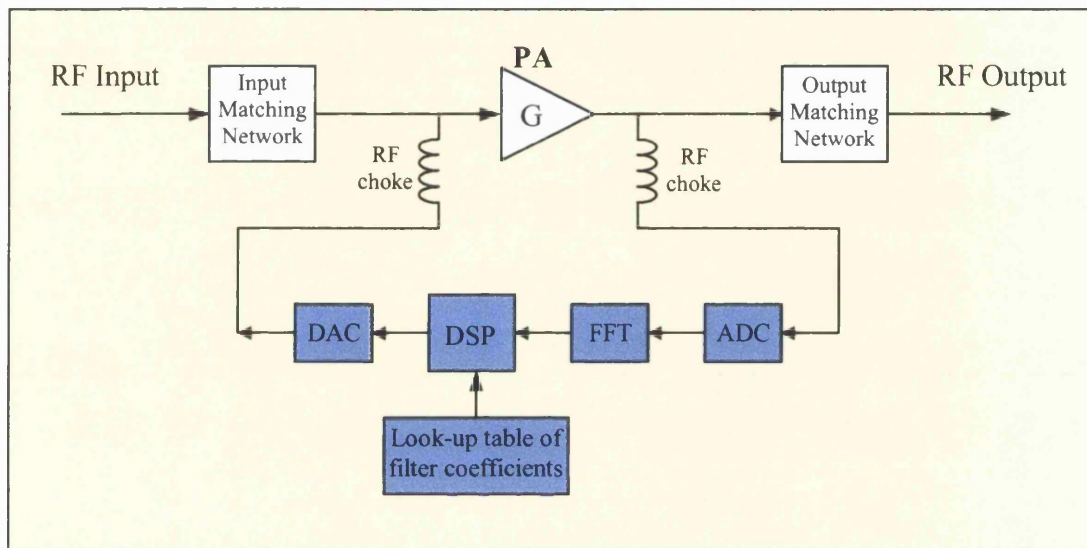 PA
RF Input
Input
Matching
Network
G
Output
Matching
Network
RF Output
RF
choke
RF
choke
DAC
DSP
FFT
ADC
Look-up table of
filter coefficients